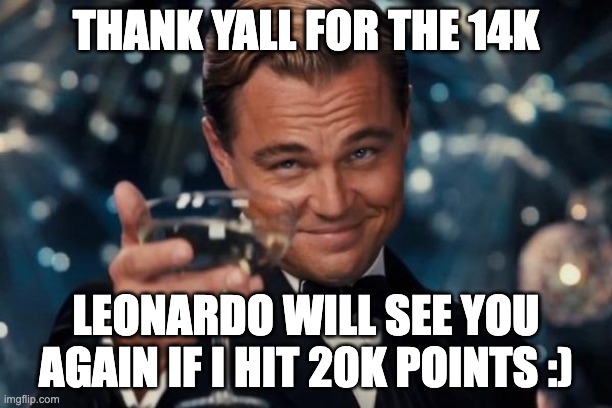 THANK YALL FOR THE 14K
LEONARDO WILL SEE YOU
AGAIN IF I HIT 20K POINTS :)
imgflip.com